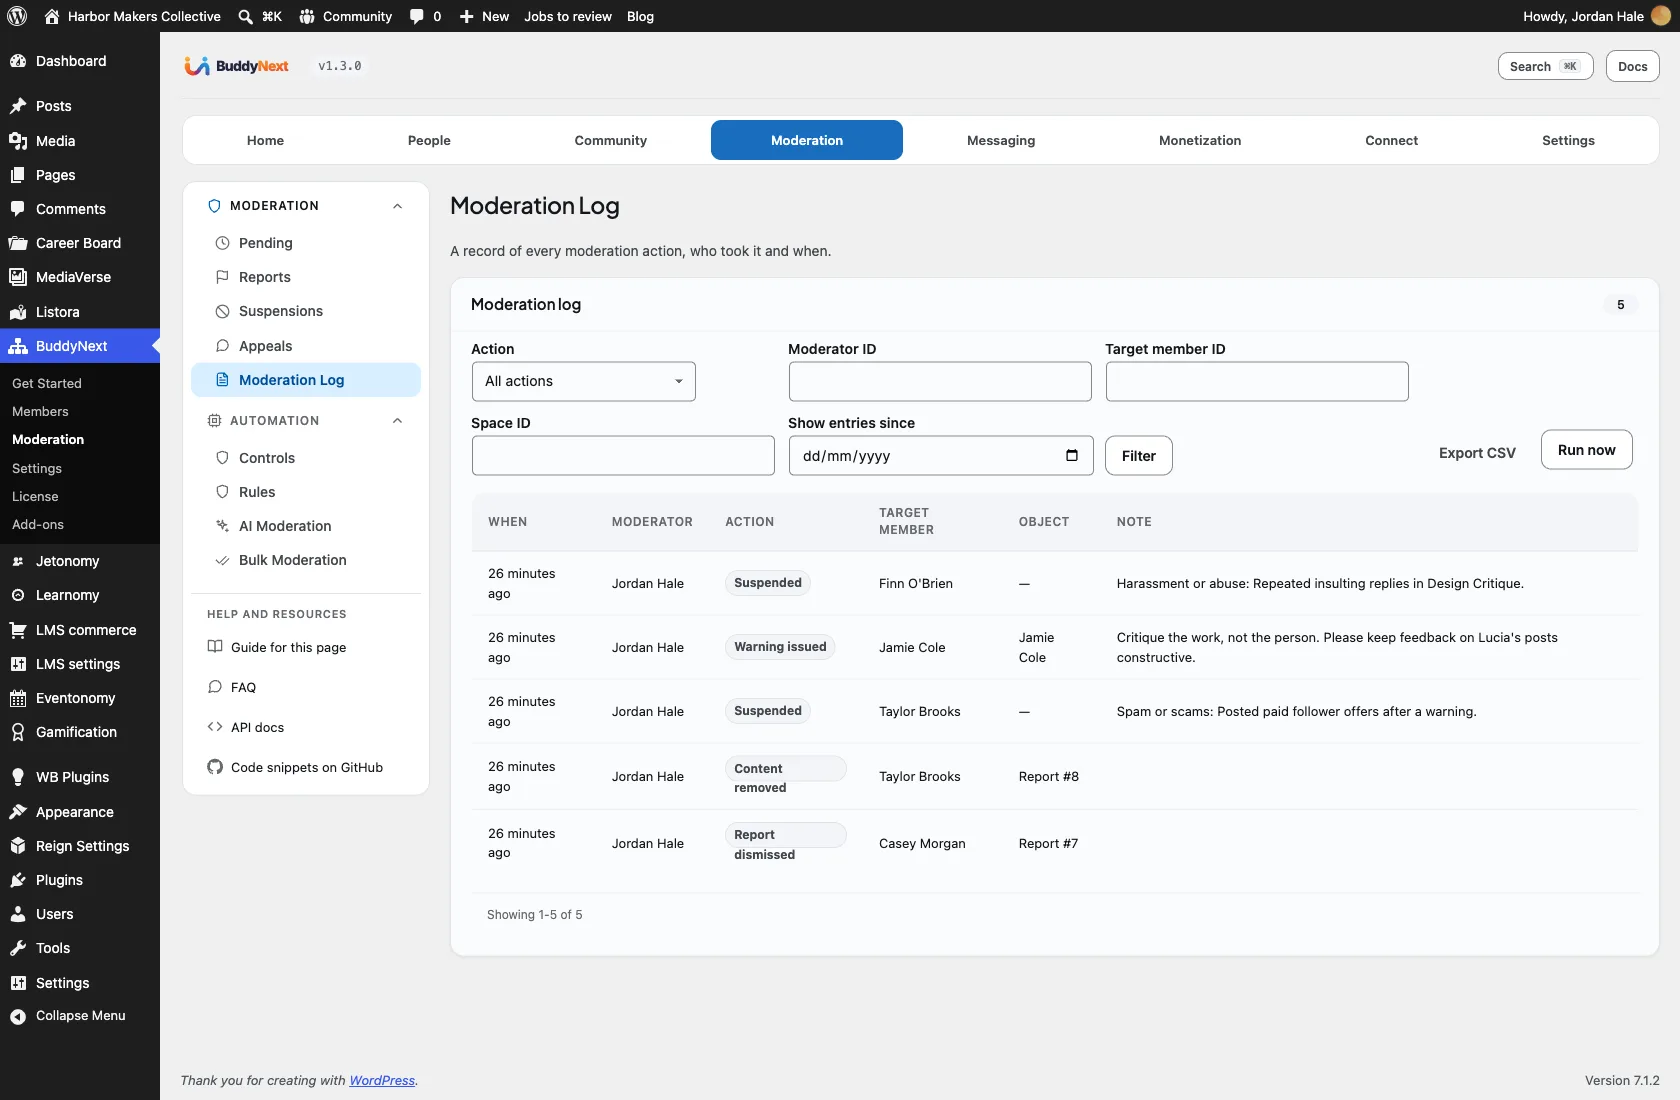 Harbor Makers Collective
⌘K
Community
0
New
Jobs to review
Blog
Howdy, Jordan Hale
Dashboard
Posts
Media
Pages
Comments
Career Board
MediaVerse
Listora
BuddyNext
Get Started
Members
Moderation
Settings
License
Add-ons
Jetonomy
Learnomy
LMS commerce
LMS settings
Eventonomy
Gamification
WB Plugins
Appearance
Reign Settings
Plugins
Users
Tools
Settings
Collapse Menu
BuddyNext
v1.3.0
Search ⌘K
Docs
Home
People
Community
Moderation
Messaging
Monetization
Connect
Settings
MODERATION
Pending
Reports
Suspensions
Appeals
Moderation Log
AUTOMATION
Controls
Rules
AI Moderation
Bulk Moderation
HELP AND RESOURCES
Guide for this page
FAQ
API docs
Code snippets on GitHub
Moderation Log
A record of every moderation action, who took it and when.
Moderation log
5
Action
All actions
Moderator ID
Target member ID
Space ID
Show entries since
dd/mm/yyyy
Filter
Export CSV
Run now
WHEN
MODERATOR
ACTION
TARGET
MEMBER
OBJECT
NOTE
26 minutes
ago
Jordan Hale
Suspended
Finn O'Brien
—
Harassment or abuse: Repeated insulting replies in Design Critique.
26 minutes
ago
Jordan Hale
Warning issued
Jamie Cole
Jamie
Cole
Critique the work, not the person. Please keep feedback on Lucia's posts
constructive.
26 minutes
ago
Jordan Hale
Suspended
Taylor Brooks
—
Spam or scams: Posted paid follower offers after a warning.
26 minutes
ago
Jordan Hale
Content
removed
Taylor Brooks
Report #8
26 minutes
ago
Jordan Hale
Report
dismissed
Casey Morgan
Report #7
Showing 1-5 of 5
Thank you for creating with WordPress.
Version 7.1.2